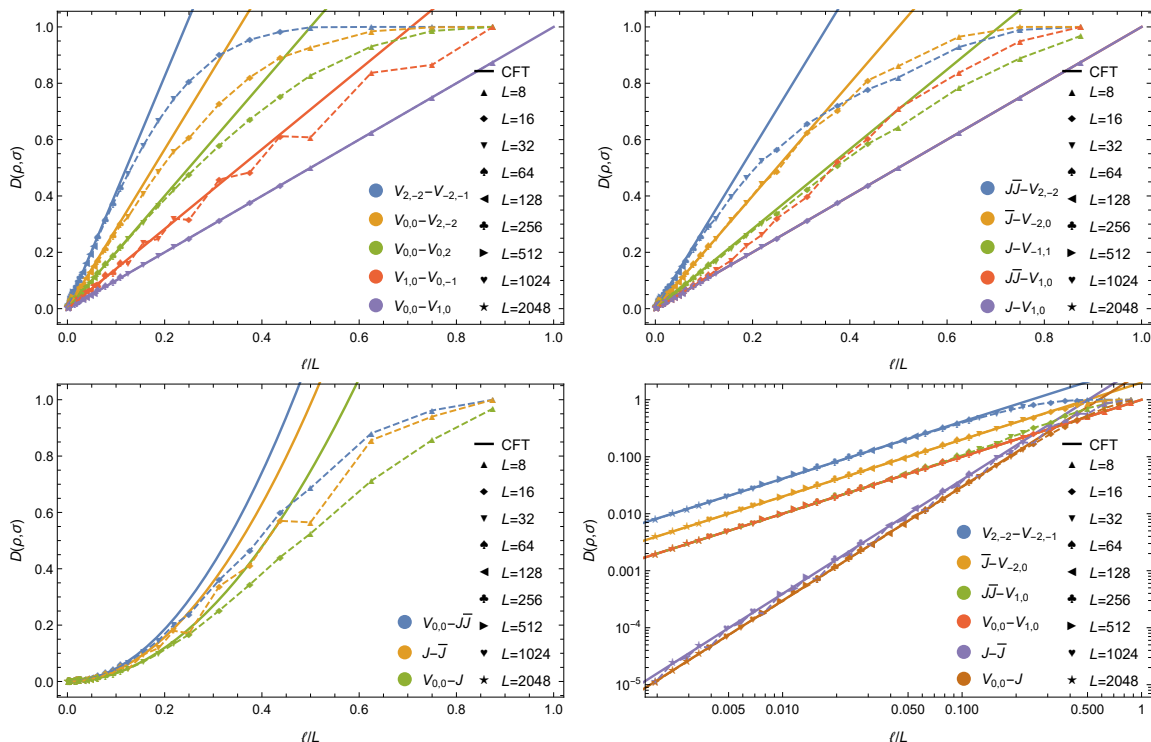 D(ρ,σ)
1.0
0.8
0.6
0.4
0.2
0.0
0.0 0.2 0.4 0.6 0.8 1.0
ℓ/L
V₂,₋₂−V₋₂,₋₁
V₀,₀−V₂,₋₂
V₀,₀−V₀,₂
V₁,₀−V₀,₋₁
V₀,₀−V₁,₀
CFT
L=8
L=16
L=32
L=64
L=128
L=256
L=512
L=1024
L=2048
D(ρ,σ)
1.0
0.8
0.6
0.4
0.2
0.0
0.0 0.2 0.4 0.6 0.8 1.0
ℓ/L
JJ̄−V₂,₋₂
J̄−V₋₂,₀
J−V₋₁,₁
JJ̄−V₁,₀
J−V₁,₀
CFT
L=8
L=16
L=32
L=64
L=128
L=256
L=512
L=1024
L=2048
D(ρ,σ)
1.0
0.8
0.6
0.4
0.2
0.0
0.0 0.2 0.4 0.6 0.8 1.0
ℓ/L
V₀,₀−JJ̄
J−J̄
V₀,₀−J
CFT
L=8
L=16
L=32
L=64
L=128
L=256
L=512
L=1024
L=2048
D(ρ,σ)
1
0.100
0.010
0.001
10⁻⁴
10⁻⁵
0.005 0.010 0.050 0.100 0.500 1
ℓ/L
V₂,₋₂−V₋₂,₋₁
J̄−V₋₂,₀
JJ̄−V₁,₀
V₀,₀−V₁,₀
J−J̄
V₀,₀−J
CFT
L=8
L=16
L=32
L=64
L=128
L=256
L=512
L=1024
L=2048